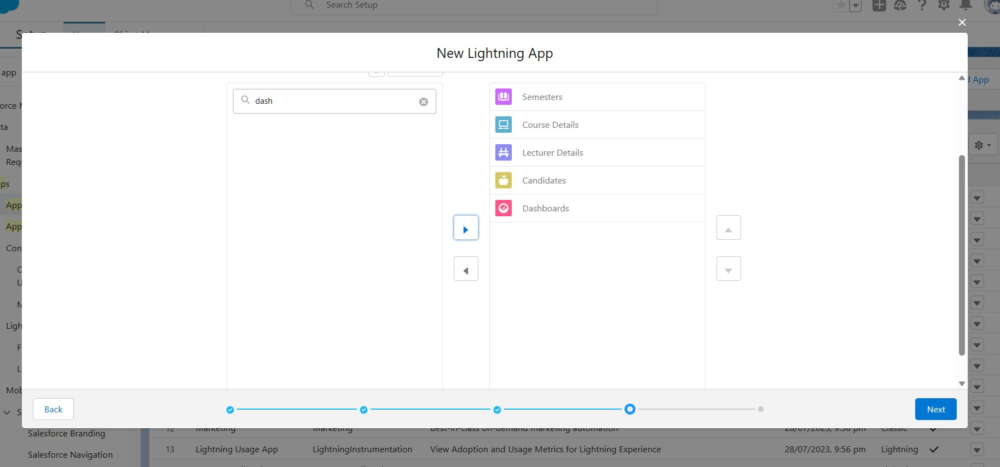 Search Setup
New Lightning App
app
d App
dash
Semesters
Course Details
Lecturer Details
Candidates
Dashboards
orce
ta
Mas
Req
ps
App
App
Con
Ligh
Mob
Back
Next
Salesforce Branding
Salesforce Navigation
12 Marketing Marketing Best-in-class on-demand marketing automation 28/07/2023, 9:56 pm Classic
13 Lightning Usage App LightningInstrumentation View Adoption and Usage Metrics for Lightning Experience 28/07/2023, 9:56 pm Lightning